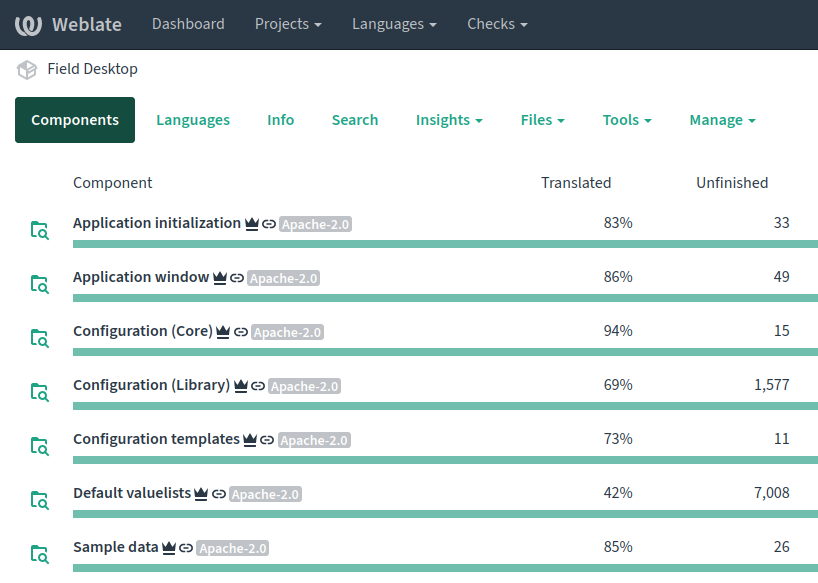 Weblate Dashboard Projects Languages Checks
Field Desktop
Components Languages Info Search Insights Files Tools Manage
Component Translated Unfinished
Application initialization Apache-2.0 83% 33
Application window Apache-2.0 86% 49
Configuration (Core) Apache-2.0 94% 15
Configuration (Library) Apache-2.0 69% 1,577
Configuration templates Apache-2.0 73% 11
Default valuelists Apache-2.0 42% 7,008
Sample data Apache-2.0 85% 26